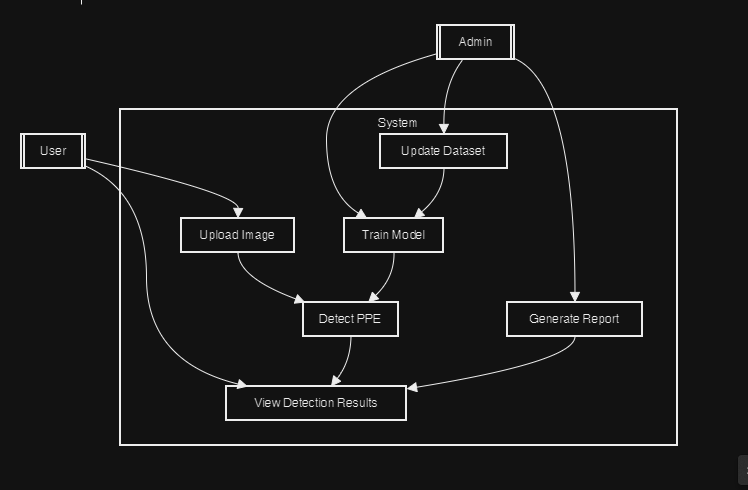 Admin
System
User
Update Dataset
Upload Image
Train Model
Detect PPE
Generate Report
View Detection Results